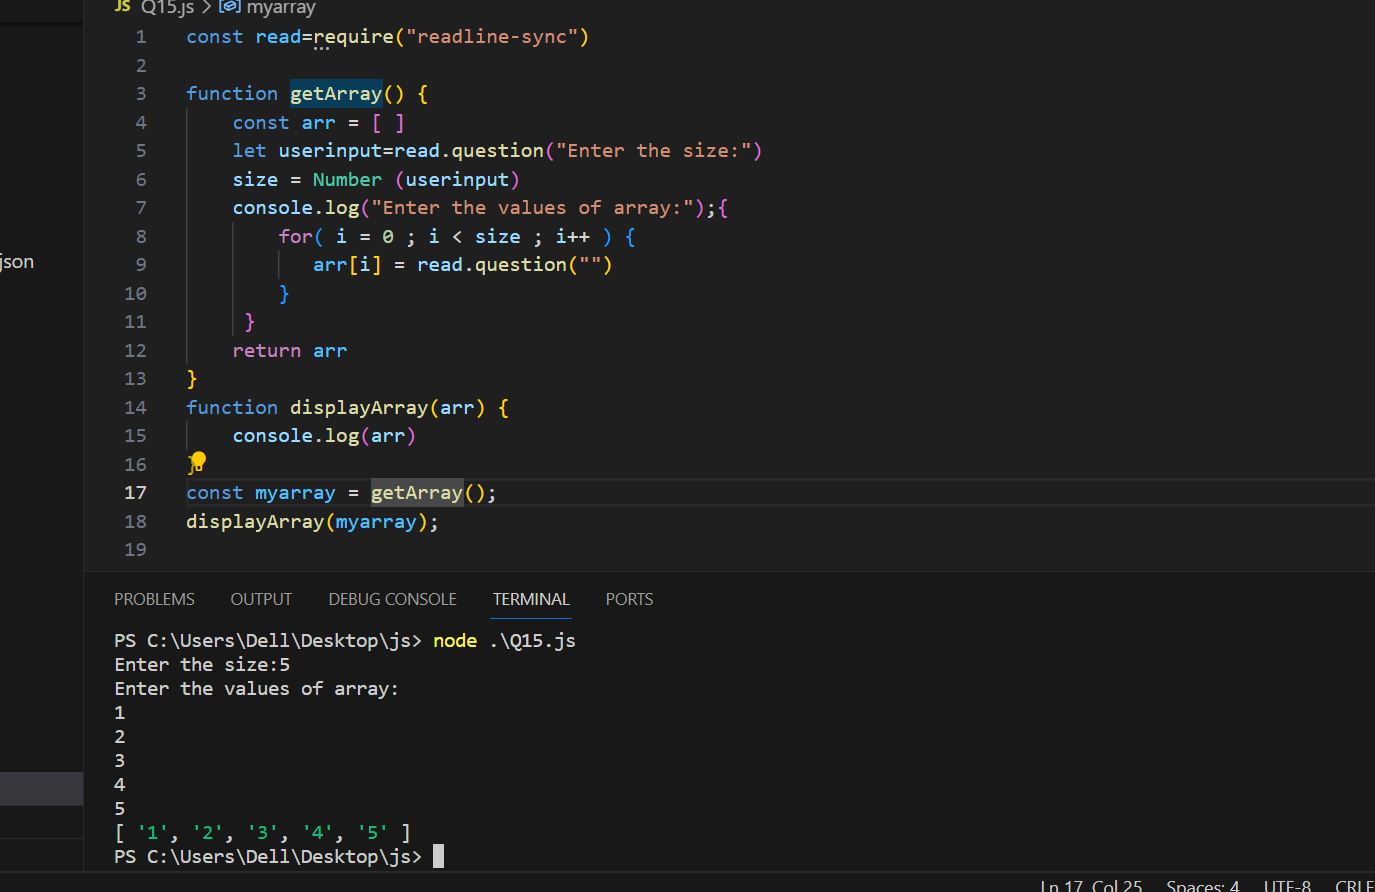 JS Q15.js > myarray
1 const read=require("readline-sync")
2
3 function getArray() {
4     const arr = [ ]
5     let userinput=read.question("Enter the size:")
6     size = Number (userinput)
7     console.log("Enter the values of array:");{
8         for( i = 0 ; i < size ; i++ ) {
json
9            arr[i] = read.question("")
10         }
11      }
12     return arr
13 }
14 function displayArray(arr) {
15     console.log(arr)
16 }
17 const myarray = getArray();
18 displayArray(myarray);
19
PROBLEMS OUTPUT DEBUG CONSOLE TERMINAL PORTS
PS C:\Users\Dell\Desktop\js> node .\Q15.js
Enter the size:5
Enter the values of array:
1
2
3
4
5
[ '1', '2', '3', '4', '5' ]
PS C:\Users\Dell\Desktop\js>
Ln 17, Col 25 Spaces: 4 UTF-8 CRLF